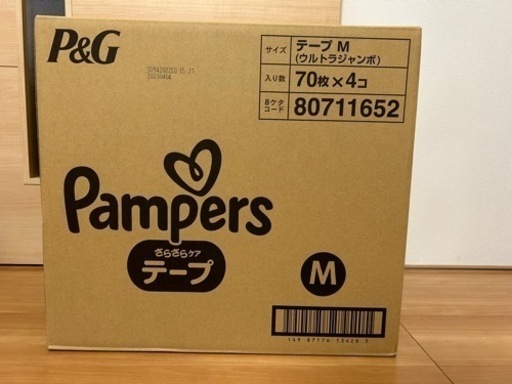 P&G
サイズ
テープ M
(ウルトラジャンボ)
入り数
70枚×4コ
8ケタ
コード
80711652
Pampers
さらさらケア
テープ
M